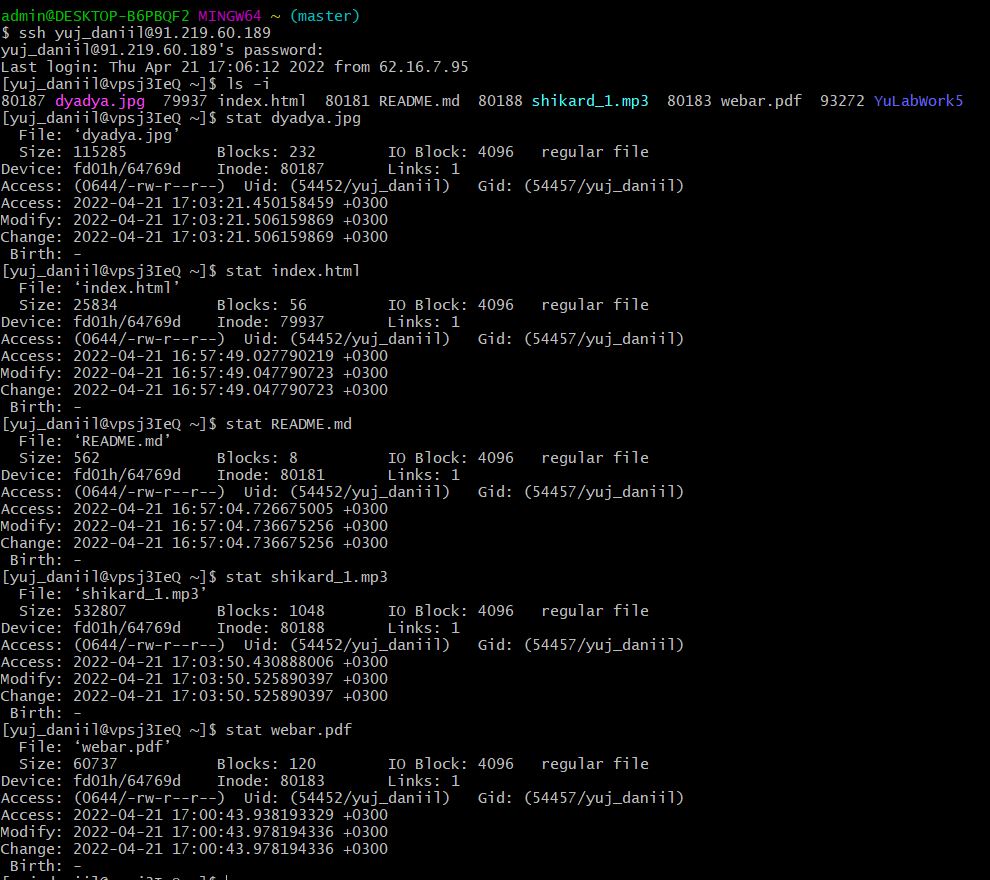 admin@DESKTOP-B6PBQF2 MINGW64 ~ (master)
$ ssh yuj_daniil@91.219.60.189
yuj_daniil@91.219.60.189's password:
Last login: Thu Apr 21 17:06:12 2022 from 62.16.7.95
[yuj_daniil@vpsj3IeQ ~]$ ls -i
80187 dyadya.jpg  79937 index.html  80181 README.md  80188 shikard_1.mp3  80183 webar.pdf  93272 YuLabWork5
[yuj_daniil@vpsj3IeQ ~]$ stat dyadya.jpg
  File: ‘dyadya.jpg’
  Size: 115285          Blocks: 232        IO Block: 4096   regular file
Device: fd01h/64769d    Inode: 80187       Links: 1
Access: (0644/-rw-r--r--)  Uid: (54452/yuj_daniil)   Gid: (54457/yuj_daniil)
Access: 2022-04-21 17:03:21.450158459 +0300
Modify: 2022-04-21 17:03:21.506159869 +0300
Change: 2022-04-21 17:03:21.506159869 +0300
 Birth: -
[yuj_daniil@vpsj3IeQ ~]$ stat index.html
  File: ‘index.html’
  Size: 25834           Blocks: 56         IO Block: 4096   regular file
Device: fd01h/64769d    Inode: 79937       Links: 1
Access: (0644/-rw-r--r--)  Uid: (54452/yuj_daniil)   Gid: (54457/yuj_daniil)
Access: 2022-04-21 16:57:49.027790219 +0300
Modify: 2022-04-21 16:57:49.047790723 +0300
Change: 2022-04-21 16:57:49.047790723 +0300
 Birth: -
[yuj_daniil@vpsj3IeQ ~]$ stat README.md
  File: ‘README.md’
  Size: 562             Blocks: 8          IO Block: 4096   regular file
Device: fd01h/64769d    Inode: 80181       Links: 1
Access: (0644/-rw-r--r--)  Uid: (54452/yuj_daniil)   Gid: (54457/yuj_daniil)
Access: 2022-04-21 16:57:04.726675005 +0300
Modify: 2022-04-21 16:57:04.736675256 +0300
Change: 2022-04-21 16:57:04.736675256 +0300
 Birth: -
[yuj_daniil@vpsj3IeQ ~]$ stat shikard_1.mp3
  File: ‘shikard_1.mp3’
  Size: 532807          Blocks: 1048       IO Block: 4096   regular file
Device: fd01h/64769d    Inode: 80188       Links: 1
Access: (0644/-rw-r--r--)  Uid: (54452/yuj_daniil)   Gid: (54457/yuj_daniil)
Access: 2022-04-21 17:03:50.430888006 +0300
Modify: 2022-04-21 17:03:50.525890397 +0300
Change: 2022-04-21 17:03:50.525890397 +0300
 Birth: -
[yuj_daniil@vpsj3IeQ ~]$ stat webar.pdf
  File: ‘webar.pdf’
  Size: 60737           Blocks: 120        IO Block: 4096   regular file
Device: fd01h/64769d    Inode: 80183       Links: 1
Access: (0644/-rw-r--r--)  Uid: (54452/yuj_daniil)   Gid: (54457/yuj_daniil)
Access: 2022-04-21 17:00:43.938193329 +0300
Modify: 2022-04-21 17:00:43.978194336 +0300
Change: 2022-04-21 17:00:43.978194336 +0300
 Birth: -
[yuj_daniil@vpsj3IeQ ~]$